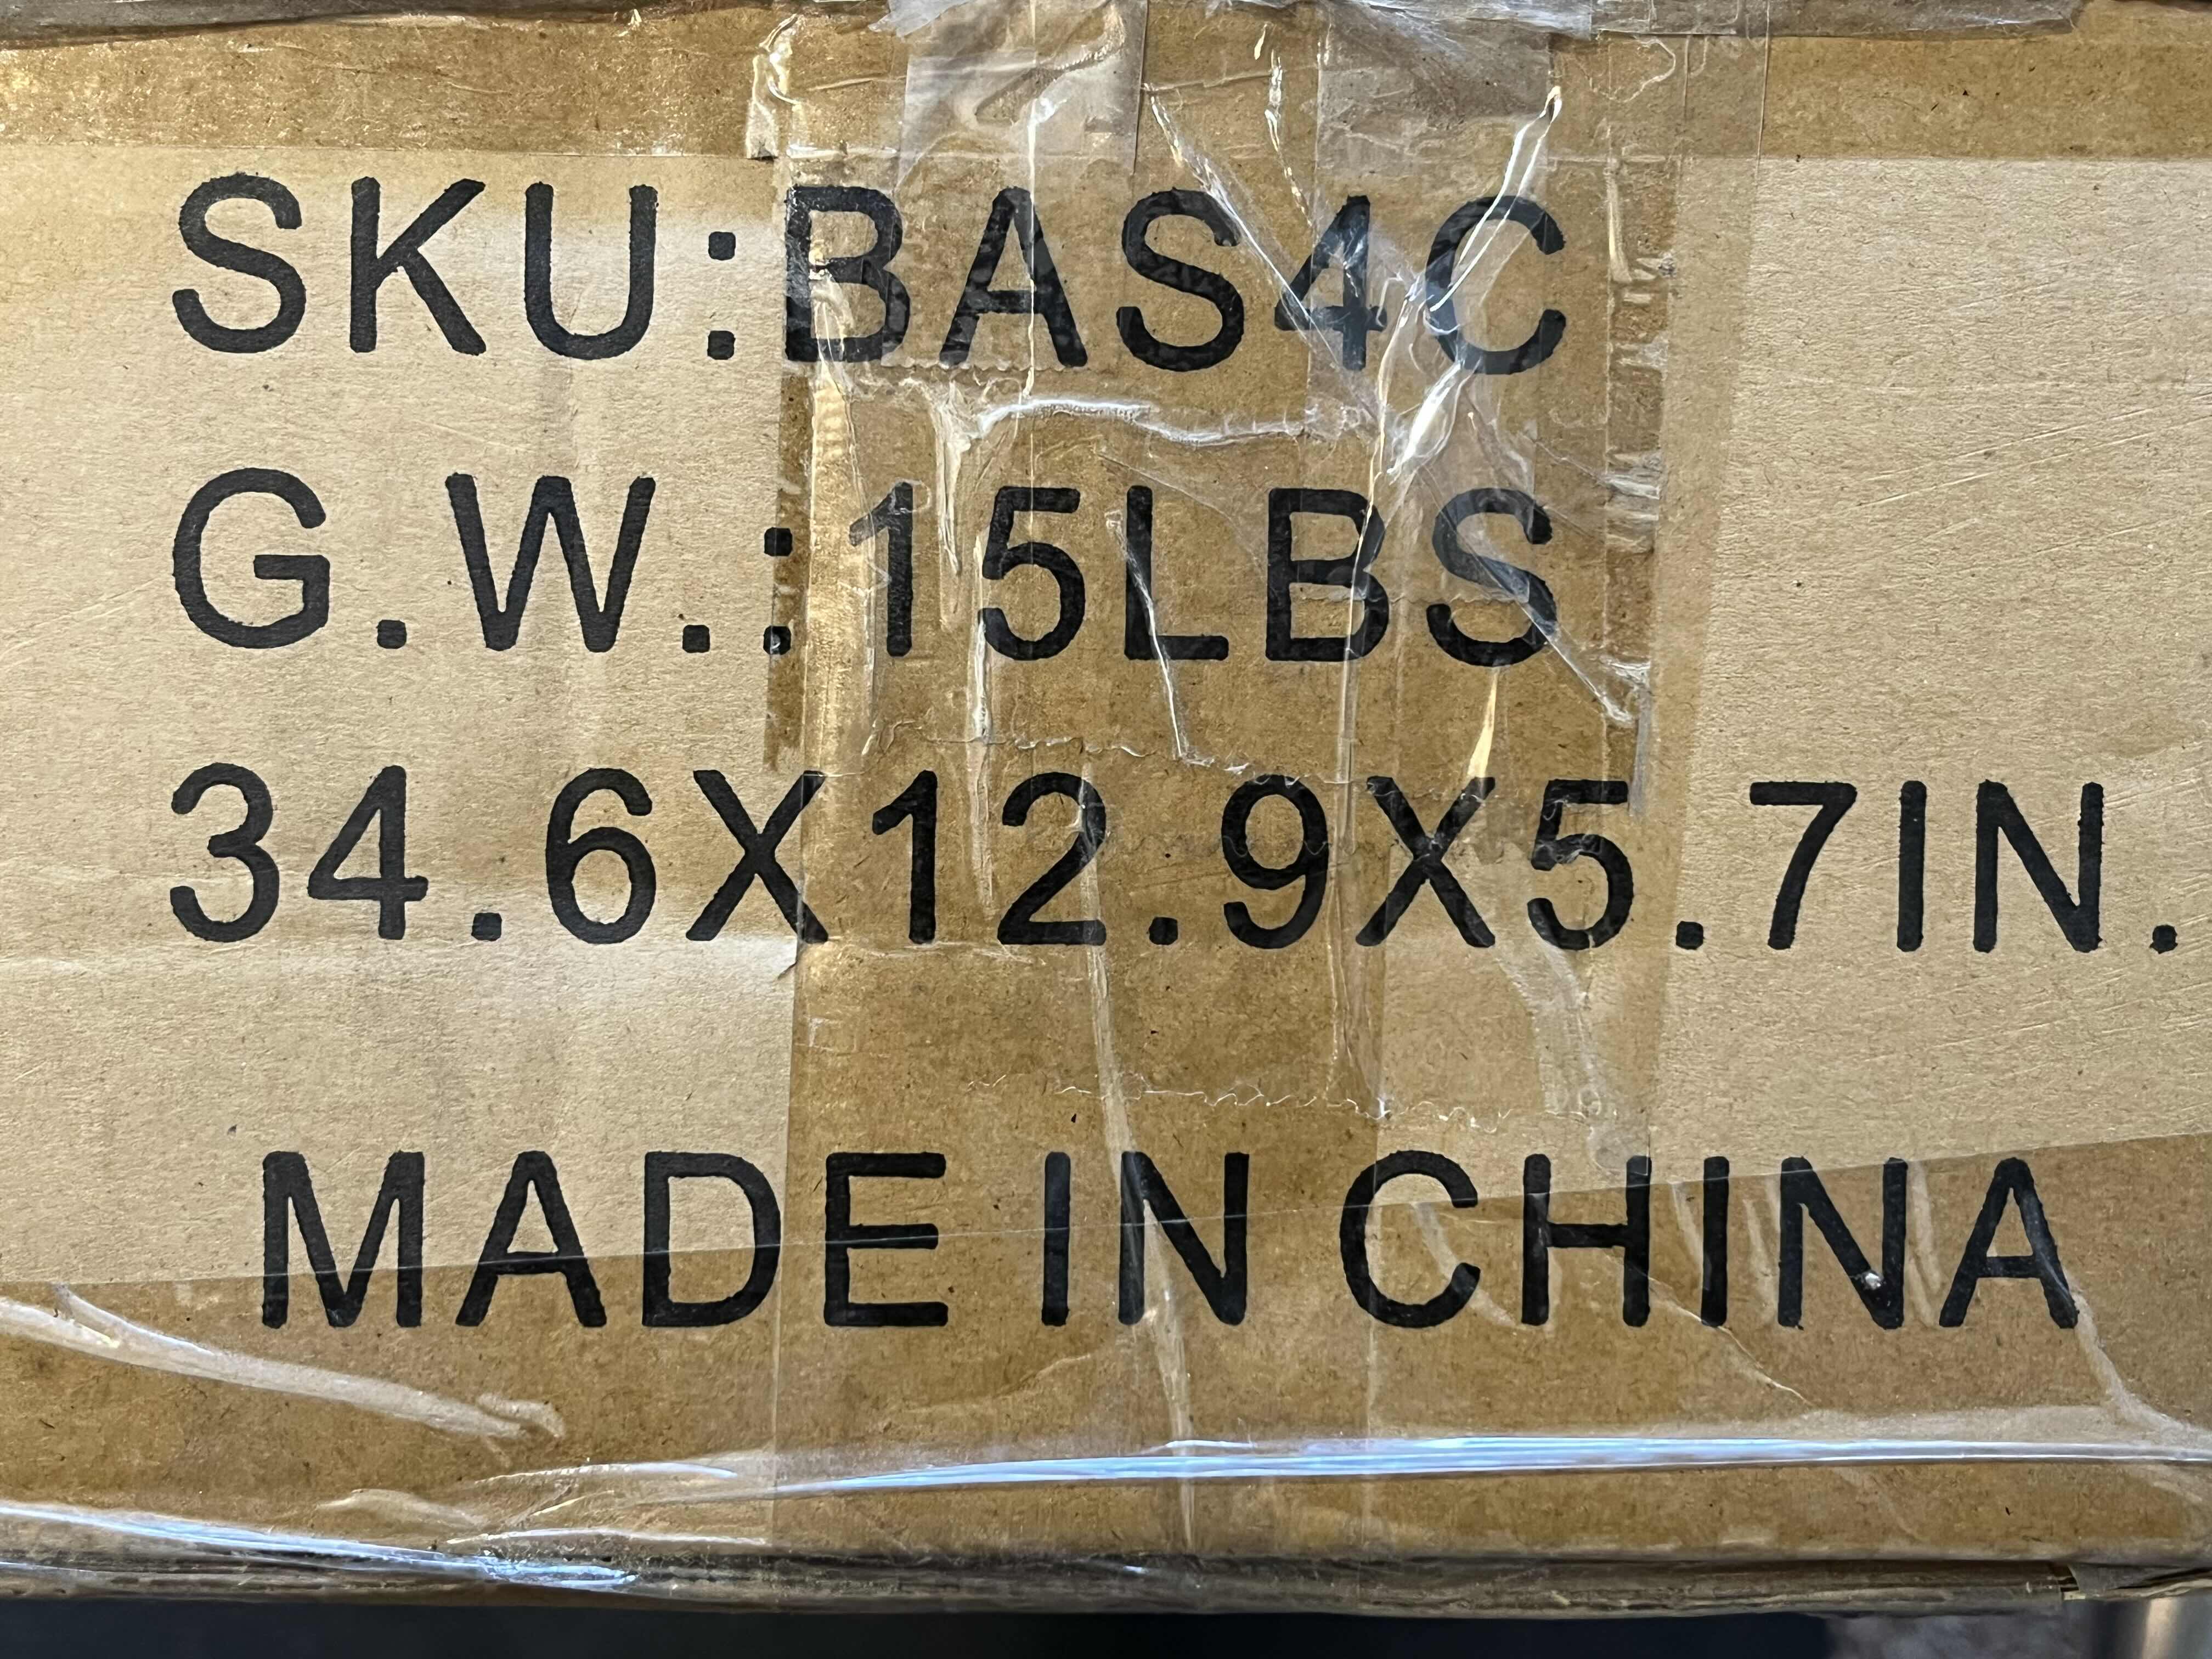 SKU:BAS4C
G.W.:15LBS
34.6X12.9X5.7IN.
MADE IN CHINA